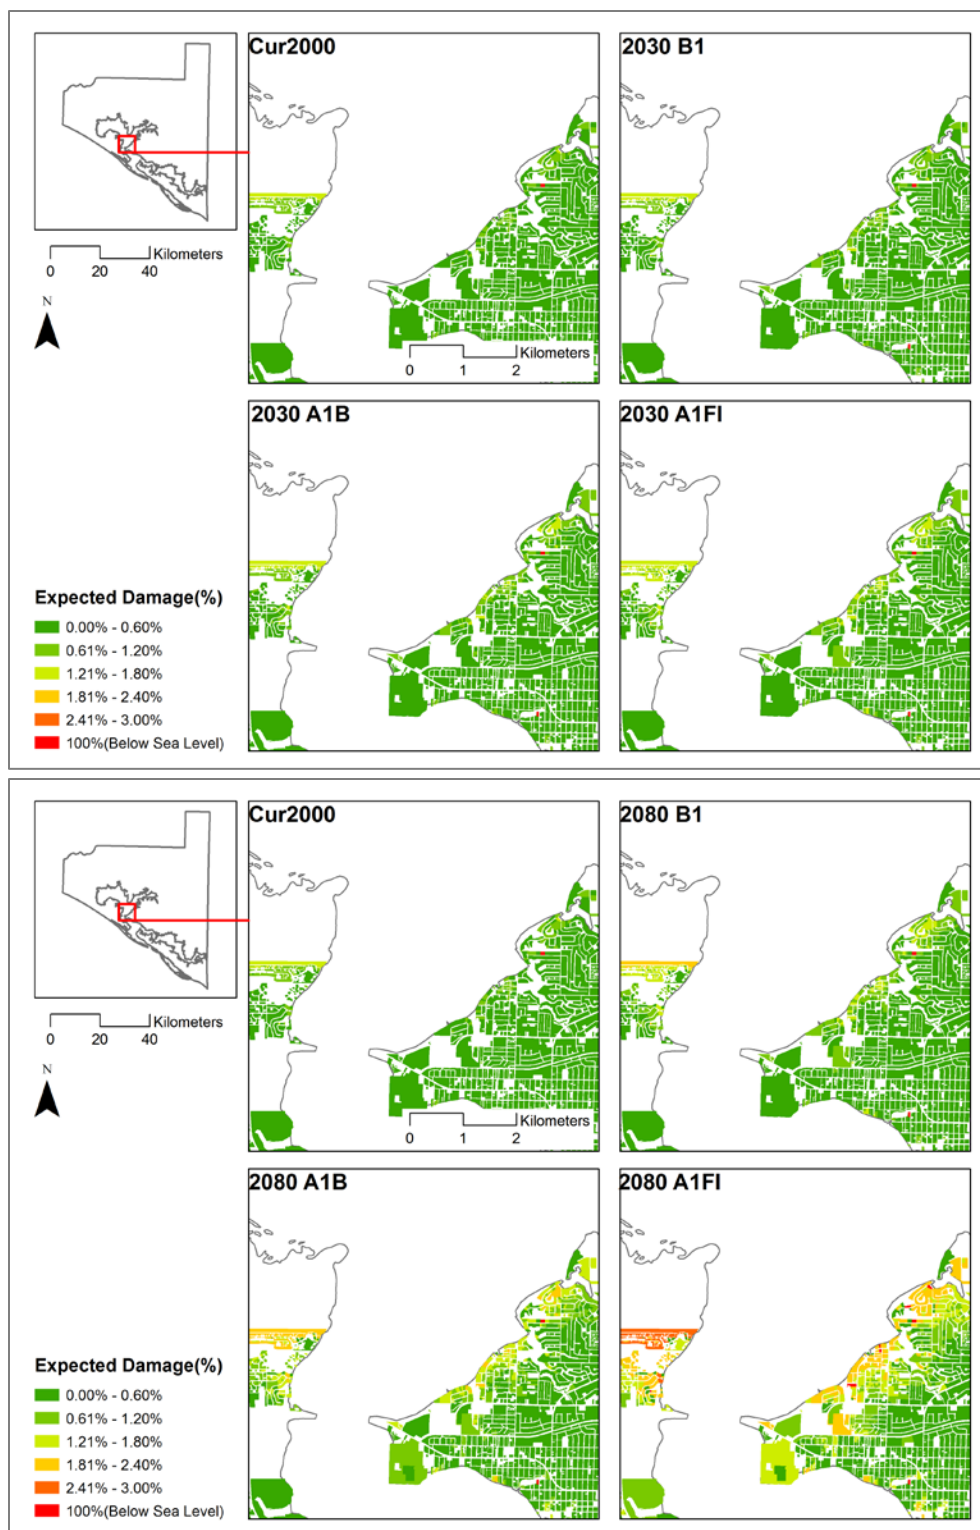 Cur2000
2030 B1
Kilometers
0 20 40
N
Kilometers
0 1 2
2030 A1B
2030 A1FI
Expected Damage(%)
0.00% - 0.60%
0.61% - 1.20%
1.21% - 1.80%
1.81% - 2.40%
2.41% - 3.00%
100%(Below Sea Level)
Cur2000
2080 B1
Kilometers
0 20 40
N
Kilometers
0 1 2
2080 A1B
2080 A1FI
Expected Damage(%)
0.00% - 0.60%
0.61% - 1.20%
1.21% - 1.80%
1.81% - 2.40%
2.41% - 3.00%
100%(Below Sea Level)